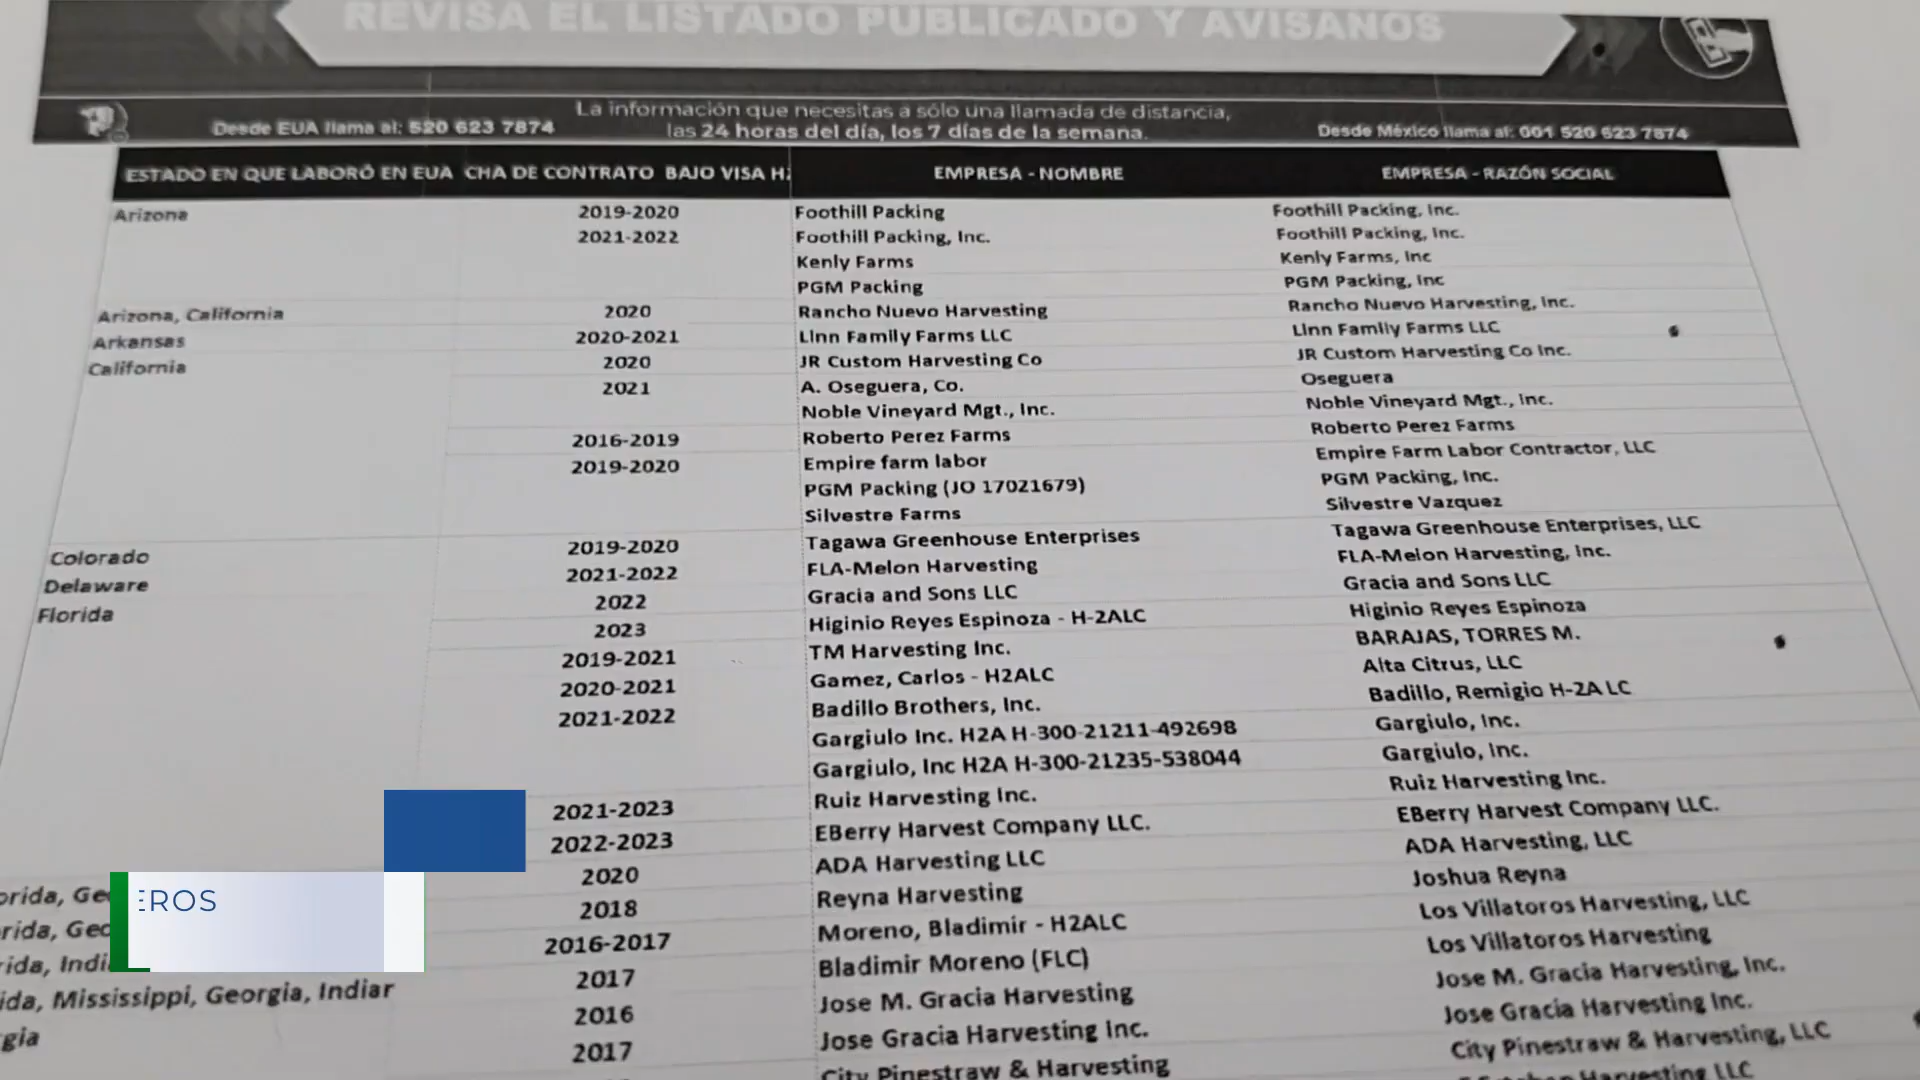 REVISA EL LISTADO PUBLICADO Y AVISANOS
La información que necesitas a sólo una llamada de distancia,
las 24 horas del día, los 7 días de la semana.
Desde EUA llama al: 520 623 7874
Desde México llama al: 001 520 623 7874
ESTADO EN QUE LABORÓ EN EUA CHA DE CONTRATO BAJO VISA H2 EMPRESA - NOMBRE EMPRESA - RAZÓN SOCIAL
Arizona 2019-2020 Foothill Packing Foothill Packing, Inc.
2021-2022 Foothill Packing, Inc. Foothill Packing, Inc.
Kenly Farms Kenly Farms, Inc
PGM Packing PGM Packing, Inc
Arizona, California 2020 Rancho Nuevo Harvesting Rancho Nuevo Harvesting, Inc.
Arkansas 2020-2021 Linn Family Farms LLC Linn Family Farms LLC
California 2020 JR Custom Harvesting Co JR Custom Harvesting Co Inc.
2021 A. Oseguera, Co. Oseguera
Noble Vineyard Mgt., Inc. Noble Vineyard Mgt., Inc.
2016-2019 Roberto Perez Farms Roberto Perez Farms
2019-2020 Empire farm labor Empire Farm Labor Contractor, LLC
PGM Packing (JO 17021679) PGM Packing, Inc.
Silvestre Farms Silvestre Vazquez
Colorado 2019-2020 Tagawa Greenhouse Enterprises Tagawa Greenhouse Enterprises, LLC
Delaware 2021-2022 FLA-Melon Harvesting FLA-Melon Harvesting, Inc.
Florida 2022 Gracia and Sons LLC Gracia and Sons LLC
2023 Higinio Reyes Espinoza - H-2ALC Higinio Reyes Espinoza
2019-2021 TM Harvesting Inc. BARAJAS, TORRES M.
2020-2021 Gamez, Carlos - H2ALC Alta Citrus, LLC
2021-2022 Badillo Brothers, Inc. Badillo, Remigio H-2A LC
Gargiulo Inc. H2A H-300-21211-492698 Gargiulo, Inc.
Gargiulo, Inc H2A H-300-21235-538044 Gargiulo, Inc.
2021-2023 Ruiz Harvesting Inc. Ruiz Harvesting Inc.
2022-2023 EBerry Harvest Company LLC. EBerry Harvest Company LLC.
2020 ADA Harvesting LLC ADA Harvesting, LLC
orida, Geo 2018 Reyna Harvesting Joshua Reyna
rida, Geo 2016-2017 Moreno, Bladimir - H2ALC Los Villatoros Harvesting, LLC
ida, Indi 2017 Bladimir Moreno (FLC) Los Villatoros Harvesting
ida, Mississippi, Georgia, Indiar 2016 Jose M. Gracia Harvesting Jose M. Gracia Harvesting, Inc.
gia 2017 Jose Gracia Harvesting Inc. Jose Gracia Harvesting Inc.
City Pinestraw & Harvesting City Pinestraw & Harvesting, LLC
EROS